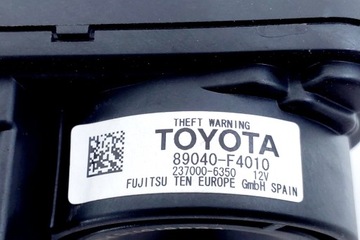 THEFT WARNING
TOYOTA
89040-F4010
237000-6350 12V
FUJITSU TEN EUROPE GmbH SPAIN